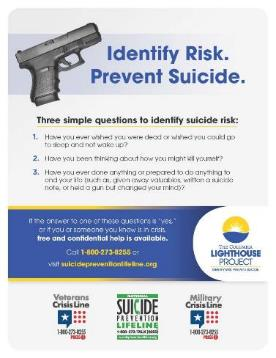 Identify Risk.
Prevent Suicide.
Three simple questions to identify suicide risk:
1. Have you ever wished you were dead or wished you could go
to sleep and not wake up?
2. Have you been thinking about how you might kill yourself?
3. Have you ever done anything or prepared to do anything to
end your life (such as, given away valuables, written a suicide
note, or held a gun but changed your mind)?
If the answer to one of these questions is "yes,"
or if you or someone you know is in crisis,
free and confidential help is available.
Call 1-800-273-8255 or
visit suicidepreventionlifeline.org
The Columbia
LIGHTHOUSE
PROJECT
IDENTIFY RISK. PREVENT SUICIDE.
Veterans
Crisis Line
1-800-273-8255
PRESS 1
NATIONAL
SUICIDE
PREVENTION
LIFELINE
1-800-273-TALK (8255)
Military
Crisis Line
1-800-273-8255
PRESS 1